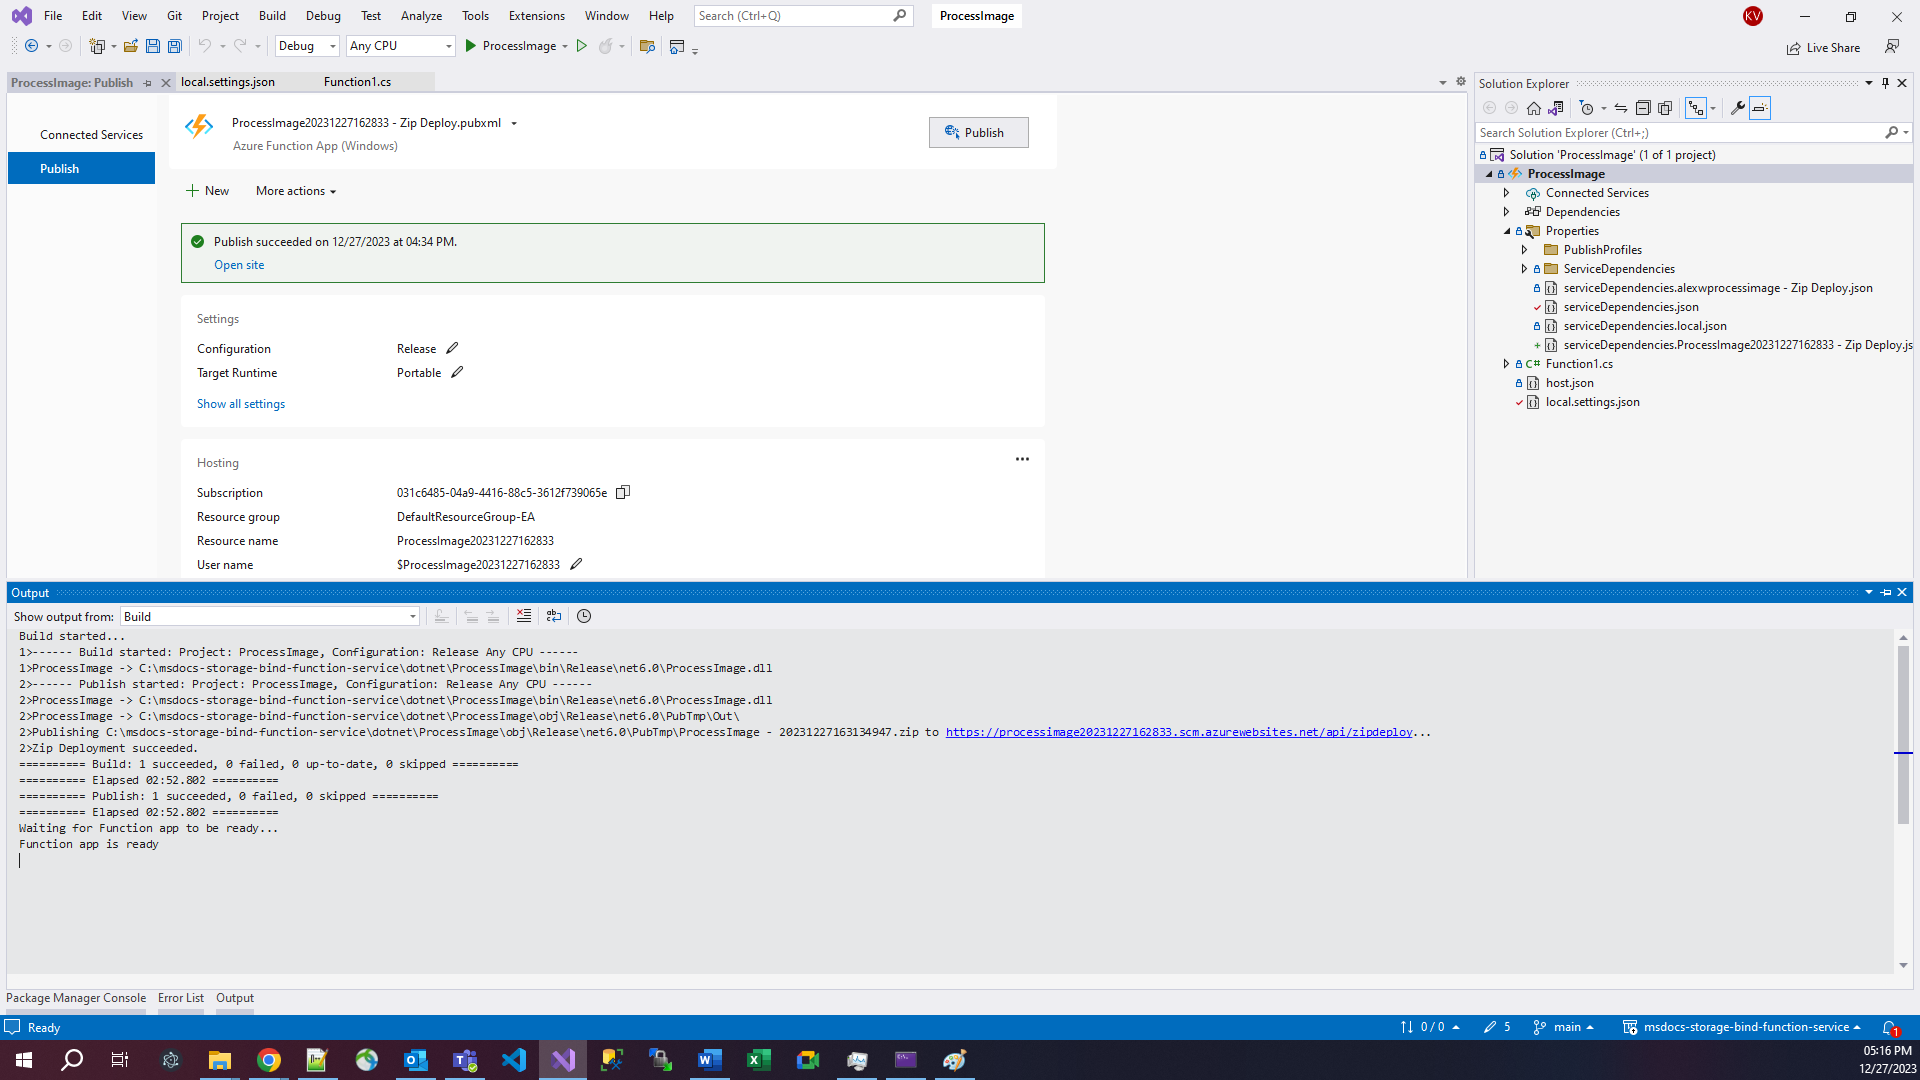 File Edit View Git Project Build Debug Test Analyze Tools Extensions Window Help Search (Ctrl+Q) ProcessImage KV
Debug Any CPU ProcessImage Live Share
ProcessImage: Publish local.settings.json Function1.cs
Connected Services
Publish
ProcessImage20231227162833 - Zip Deploy.pubxml
Azure Function App (Windows)
Publish
New More actions
Publish succeeded on 12/27/2023 at 04:34 PM.
Open site
Settings
Configuration Release
Target Runtime Portable
Show all settings
Hosting
Subscription 031c6485-04a9-4416-88c5-3612f739065e
Resource group DefaultResourceGroup-EA
Resource name ProcessImage20231227162833
User name $ProcessImage20231227162833
Solution Explorer
Search Solution Explorer (Ctrl+;)
Solution 'ProcessImage' (1 of 1 project)
ProcessImage
Connected Services
Dependencies
Properties
PublishProfiles
ServiceDependencies
serviceDependencies.alexwprocessimage - Zip Deploy.json
serviceDependencies.json
serviceDependencies.local.json
serviceDependencies.ProcessImage20231227162833 - Zip Deploy.js
C# Function1.cs
host.json
local.settings.json
Output
Show output from: Build
Build started...
1>------ Build started: Project: ProcessImage, Configuration: Release Any CPU ------
1>ProcessImage -> C:\msdocs-storage-bind-function-service\dotnet\ProcessImage\bin\Release\net6.0\ProcessImage.dll
2>------ Publish started: Project: ProcessImage, Configuration: Release Any CPU ------
2>ProcessImage -> C:\msdocs-storage-bind-function-service\dotnet\ProcessImage\bin\Release\net6.0\ProcessImage.dll
2>ProcessImage -> C:\msdocs-storage-bind-function-service\dotnet\ProcessImage\obj\Release\net6.0\PubTmp\Out\
2>Publishing C:\msdocs-storage-bind-function-service\dotnet\ProcessImage\obj\Release\net6.0\PubTmp\ProcessImage - 20231227163134947.zip to https://processimage20231227162833.scm.azurewebsites.net/api/zipdeploy...
2>Zip Deployment succeeded.
========== Build: 1 succeeded, 0 failed, 0 up-to-date, 0 skipped ==========
========== Elapsed 02:52.802 ==========
========== Publish: 1 succeeded, 0 failed, 0 skipped ==========
========== Elapsed 02:52.802 ==========
Waiting for Function app to be ready...
Function app is ready
Package Manager Console Error List Output
Ready 0 / 0 5 main msdocs-storage-bind-function-service 1
05:16 PM
12/27/2023